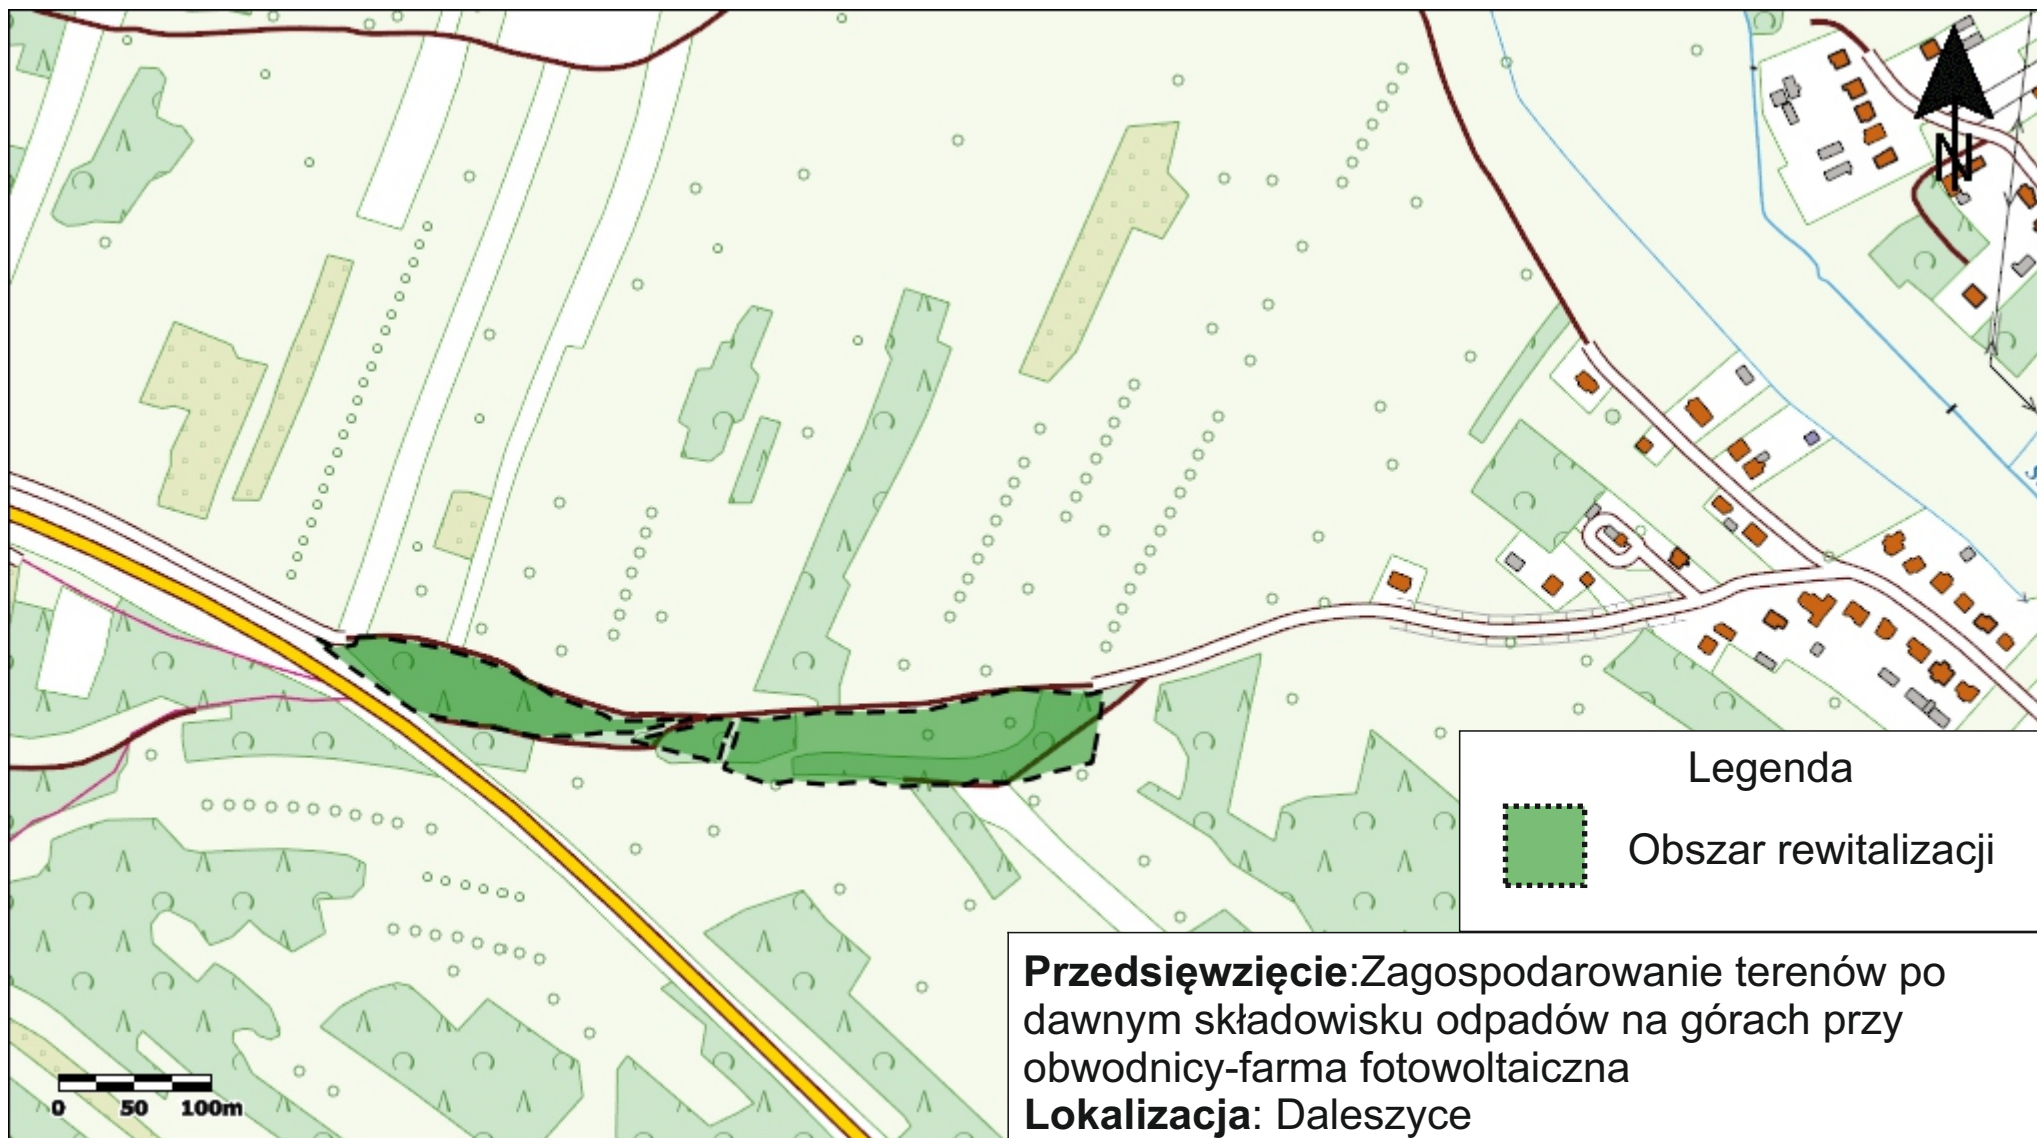 N
Legenda
Obszar rewitalizacji
Przedsięwzięcie:Zagospodarowanie terenów po
dawnym składowisku odpadów na górach przy
obwodnicy-farma fotowoltaiczna
Lokalizacja: Daleszyce
0 50 100m